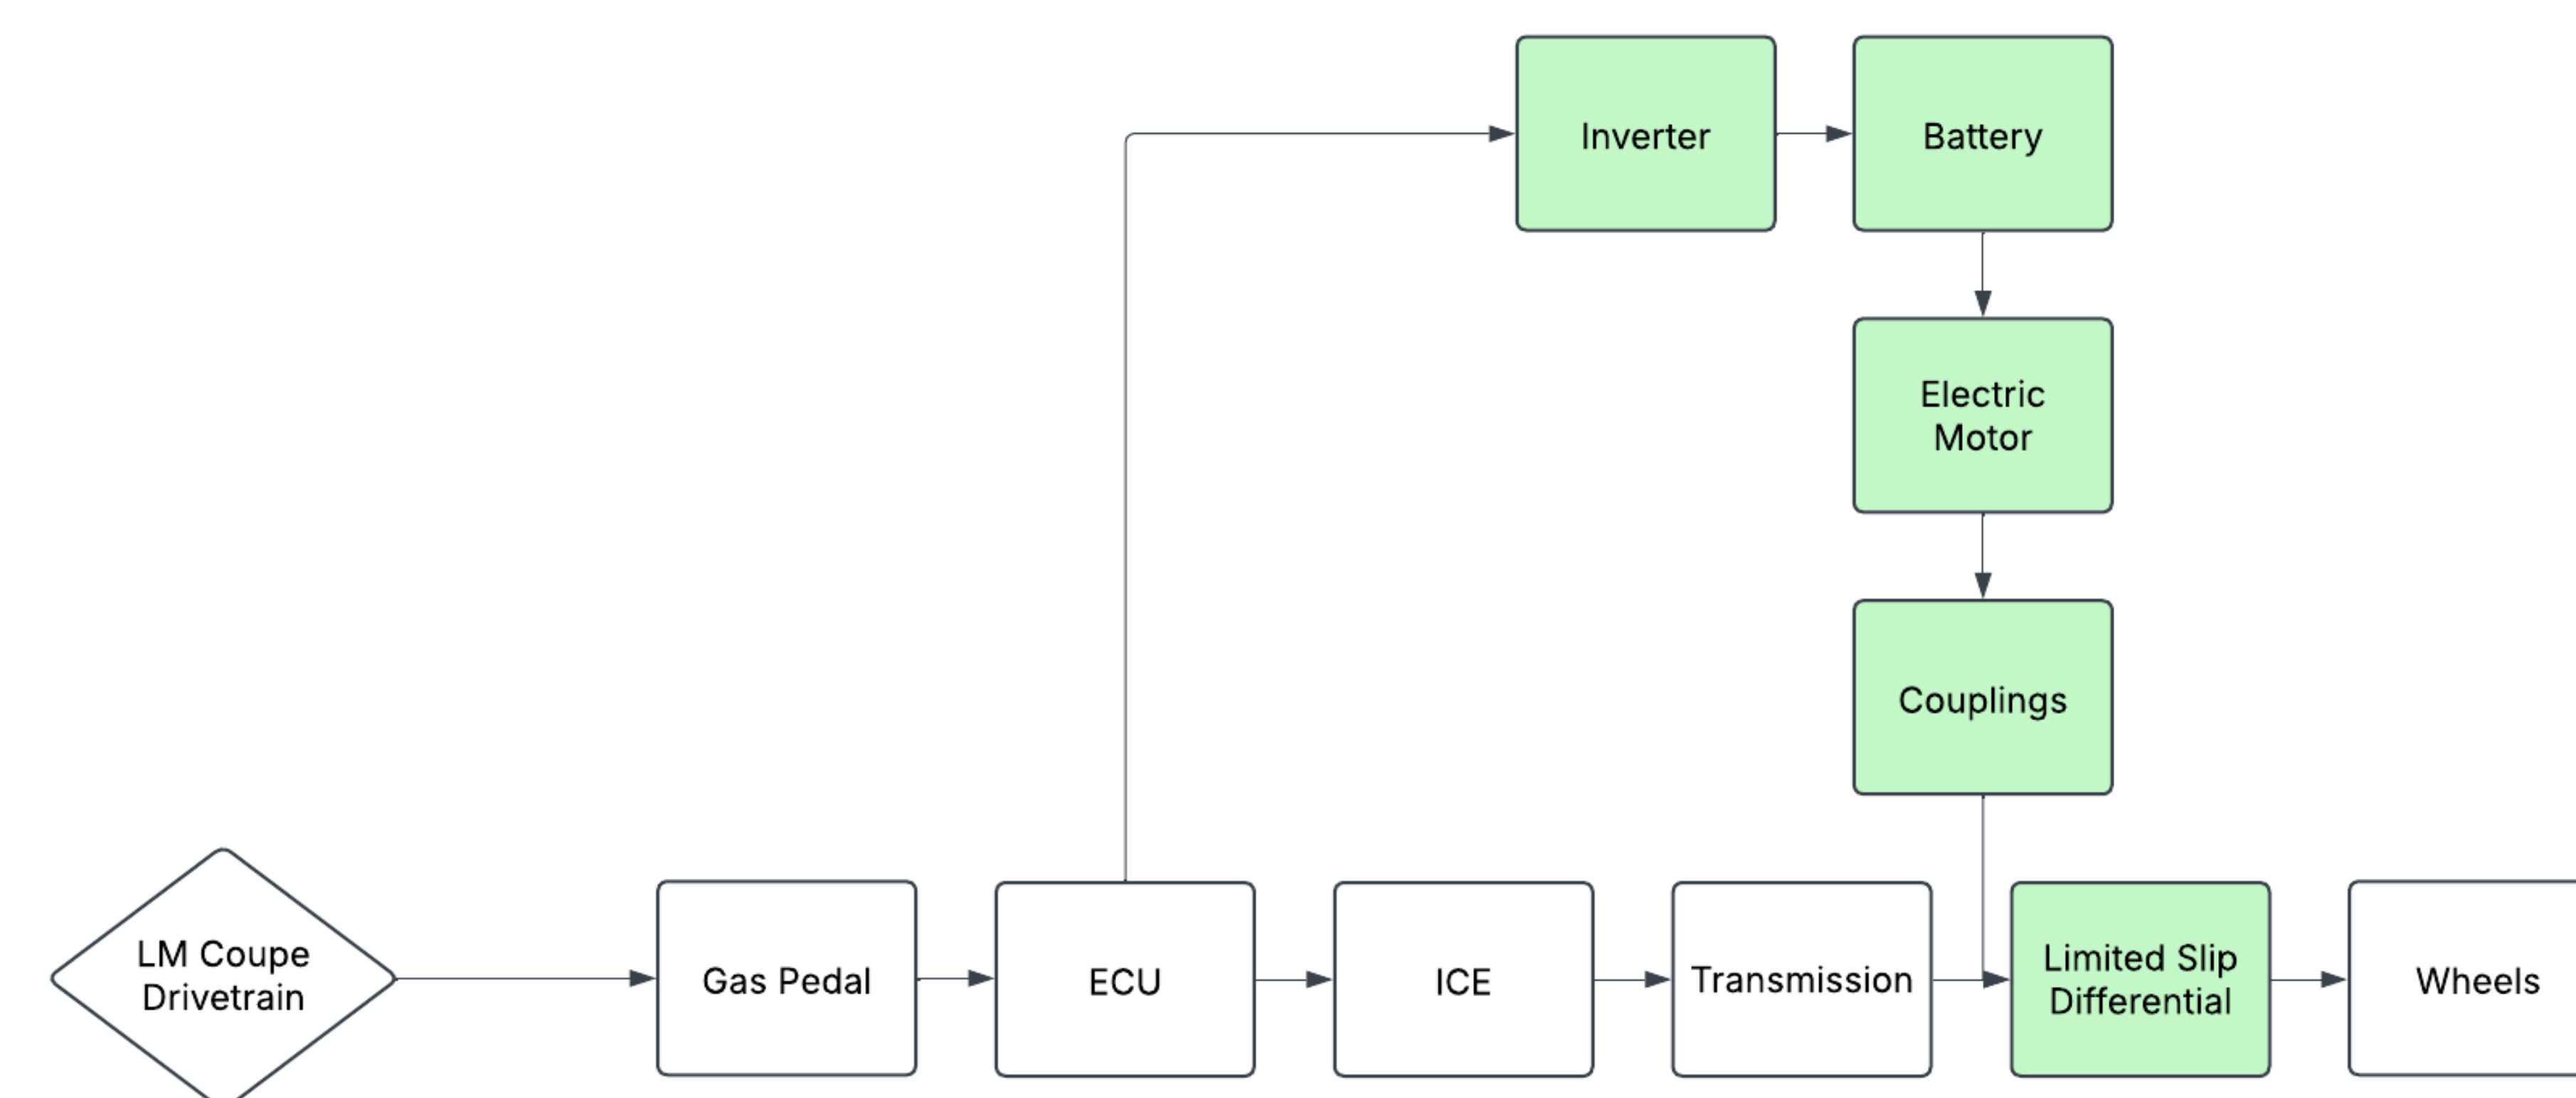 Inverter
Battery
Electric
Motor
Couplings
LM Coupe
Drivetrain
Gas Pedal
ECU
ICE
Transmission
Limited Slip
Differential
Wheels